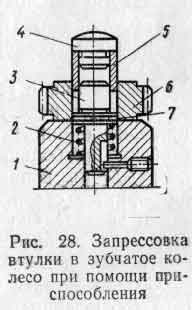 4
5
3
6
7
2
1
Рис. 28. Запрессовка
втулки в зубчатое ко-
лесо при помощи при-
способления